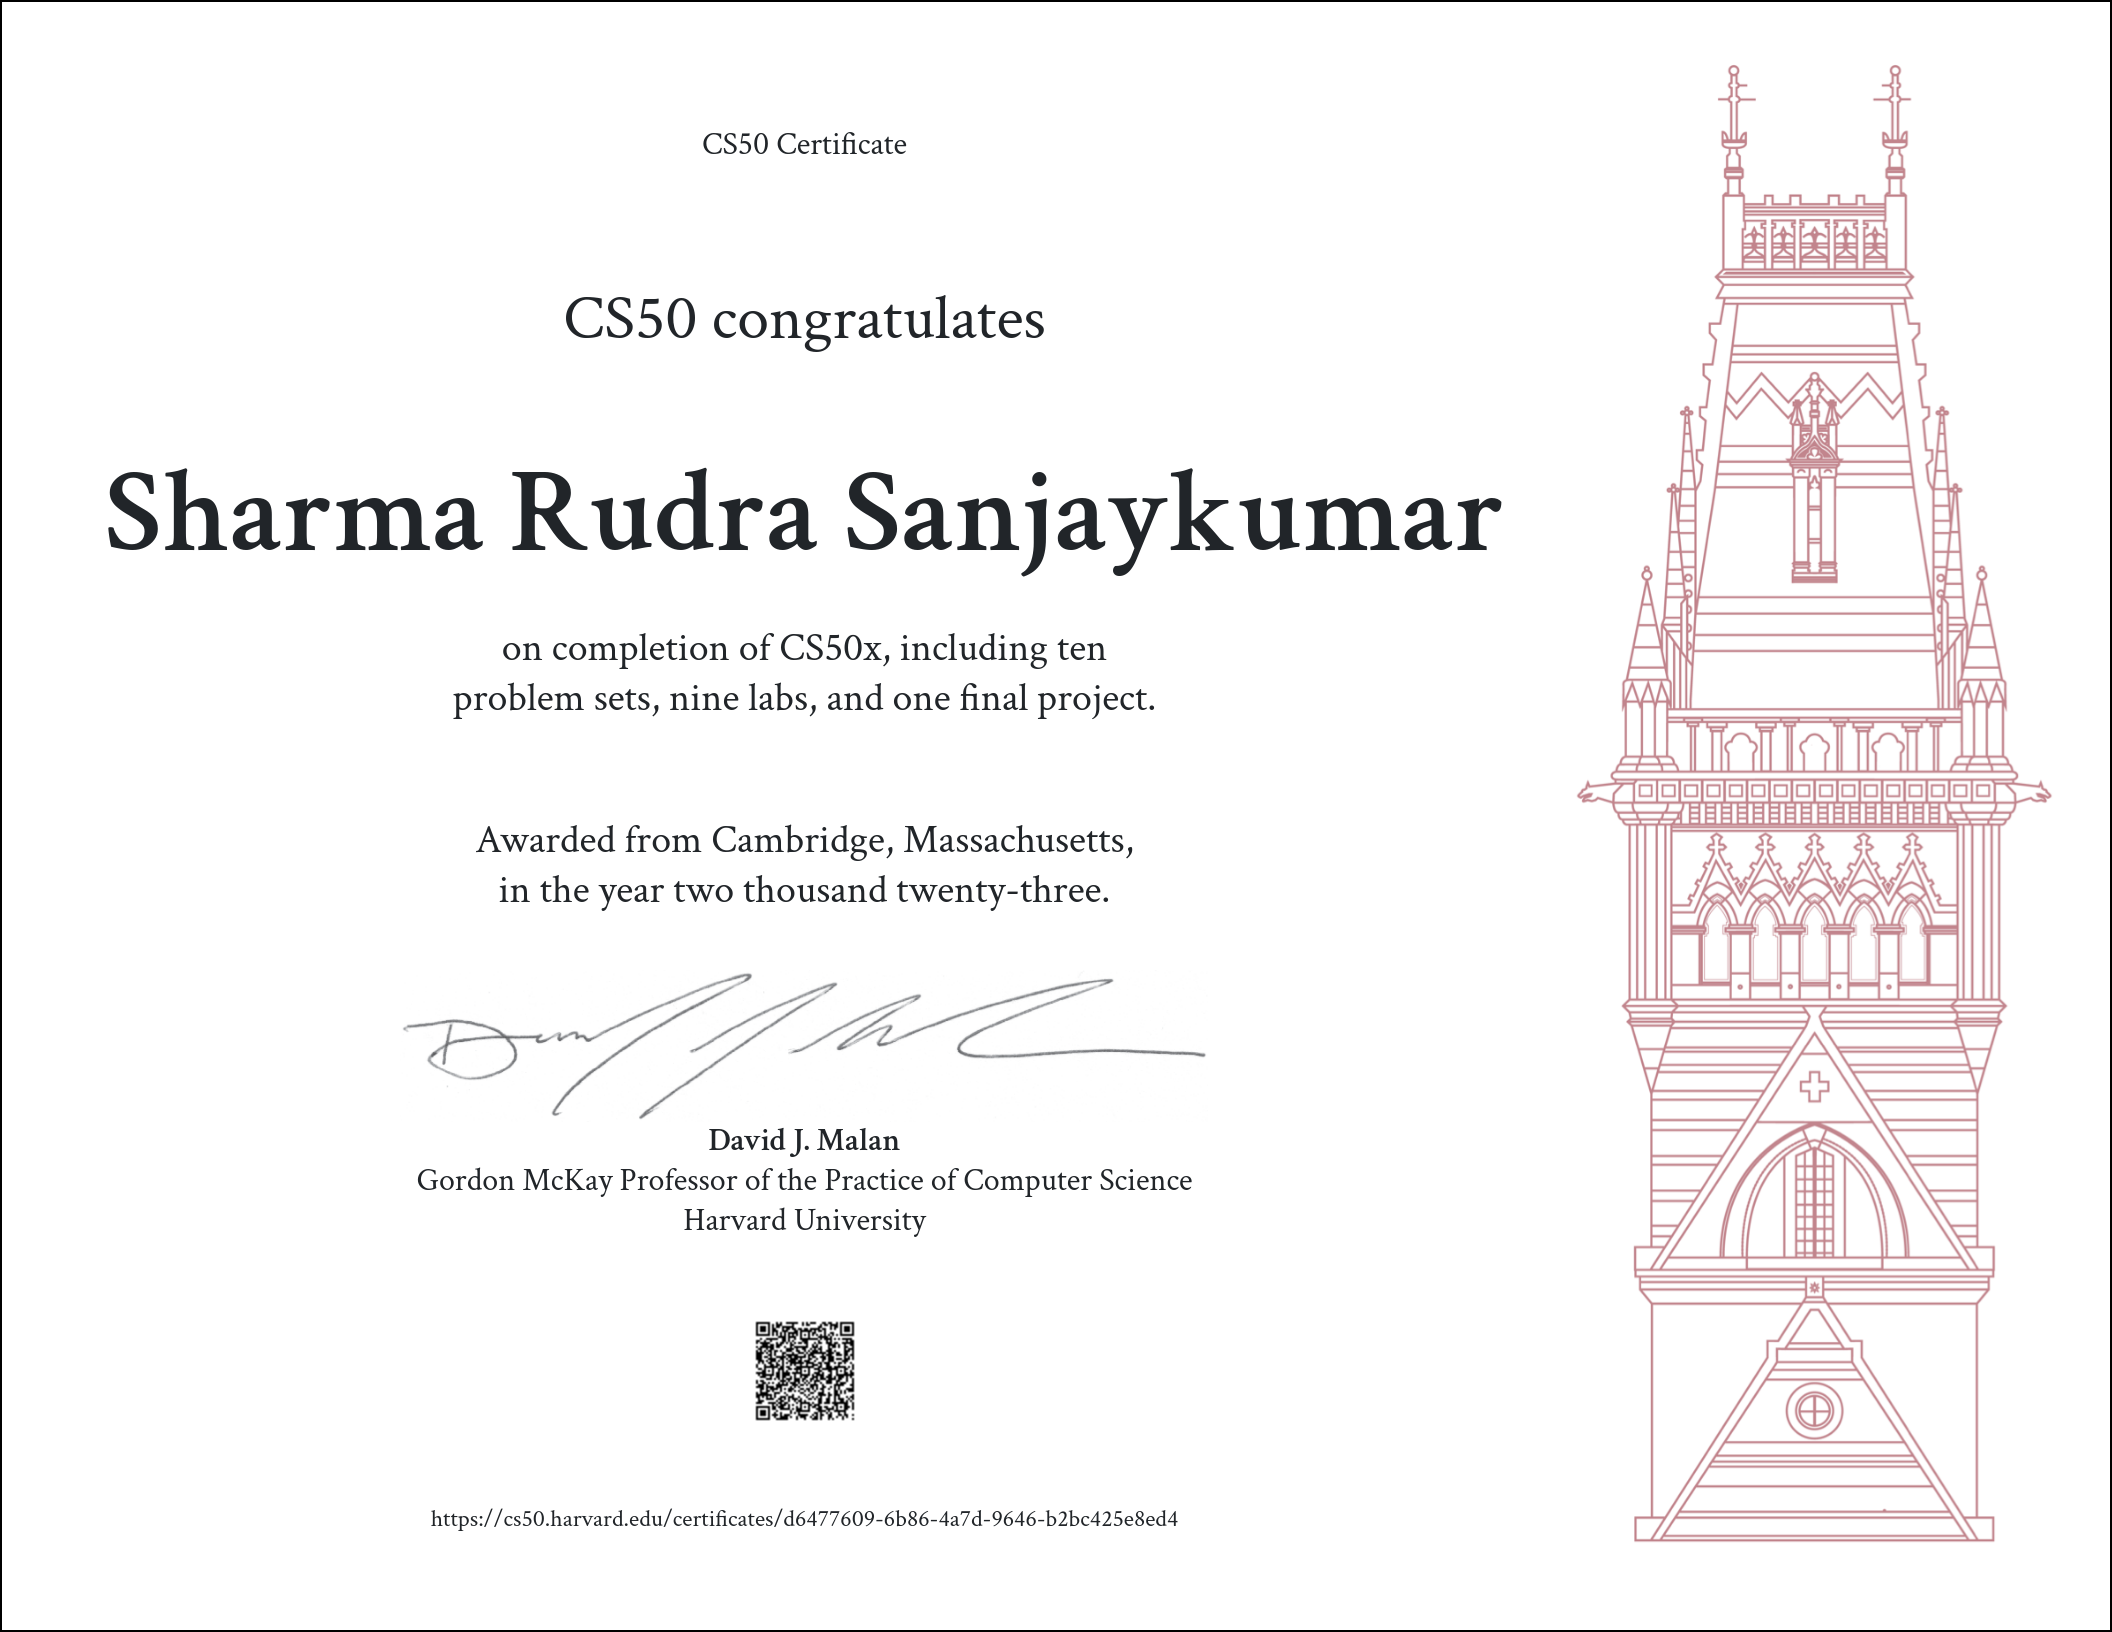 CS50 Certificate
CS50 congratulates
Sharma Rudra Sanjaykumar
on completion of CS50x, including ten
problem sets, nine labs, and one final project.
Awarded from Cambridge, Massachusetts,
in the year two thousand twenty-three.
David J. Malan
Gordon McKay Professor of the Practice of Computer Science
Harvard University
https://cs50.harvard.edu/certificates/d6477609-6b86-4a7d-9646-b2bc425e8ed4